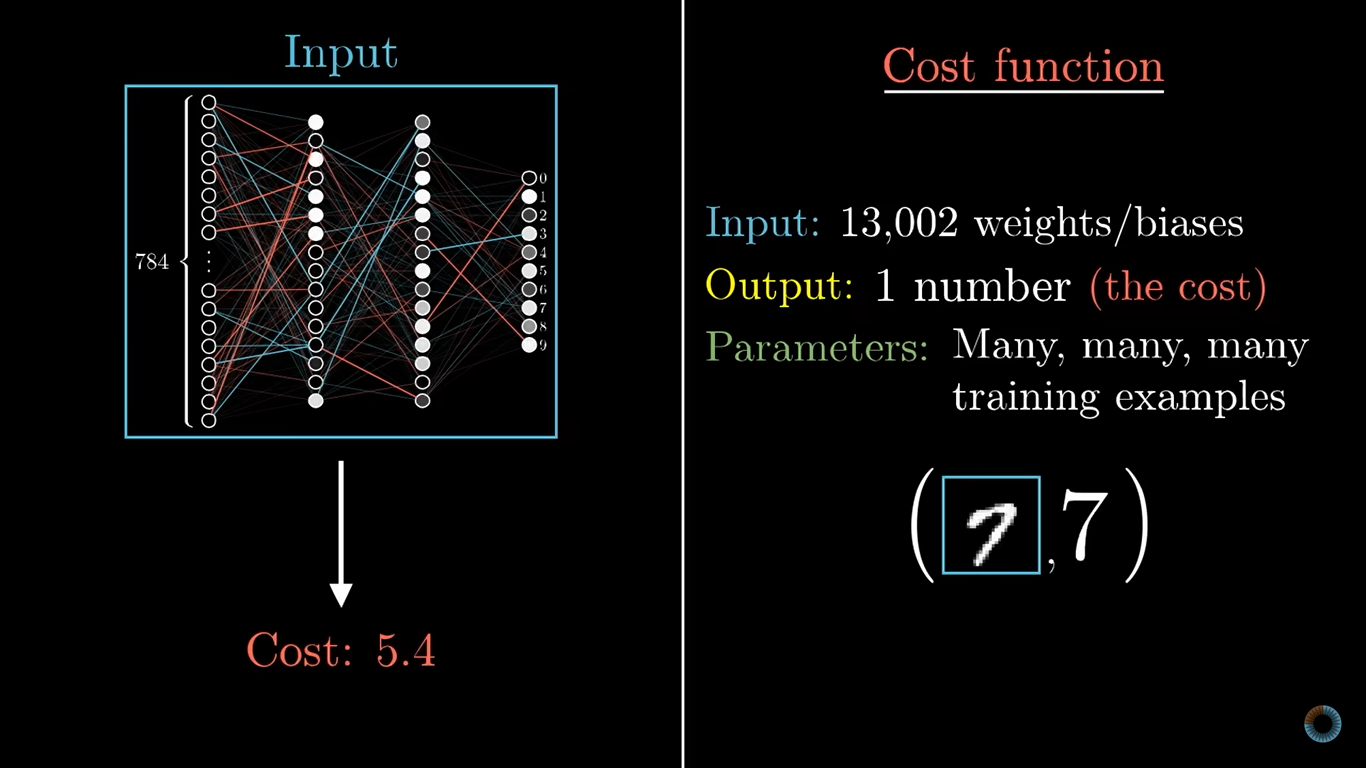 Input
784
0
1
2
3
4
5
6
7
8
9
Cost: 5.4
Cost function
Input: 13,002 weights/biases
Output: 1 number (the cost)
Parameters: Many, many, many
training examples
(7, 7)